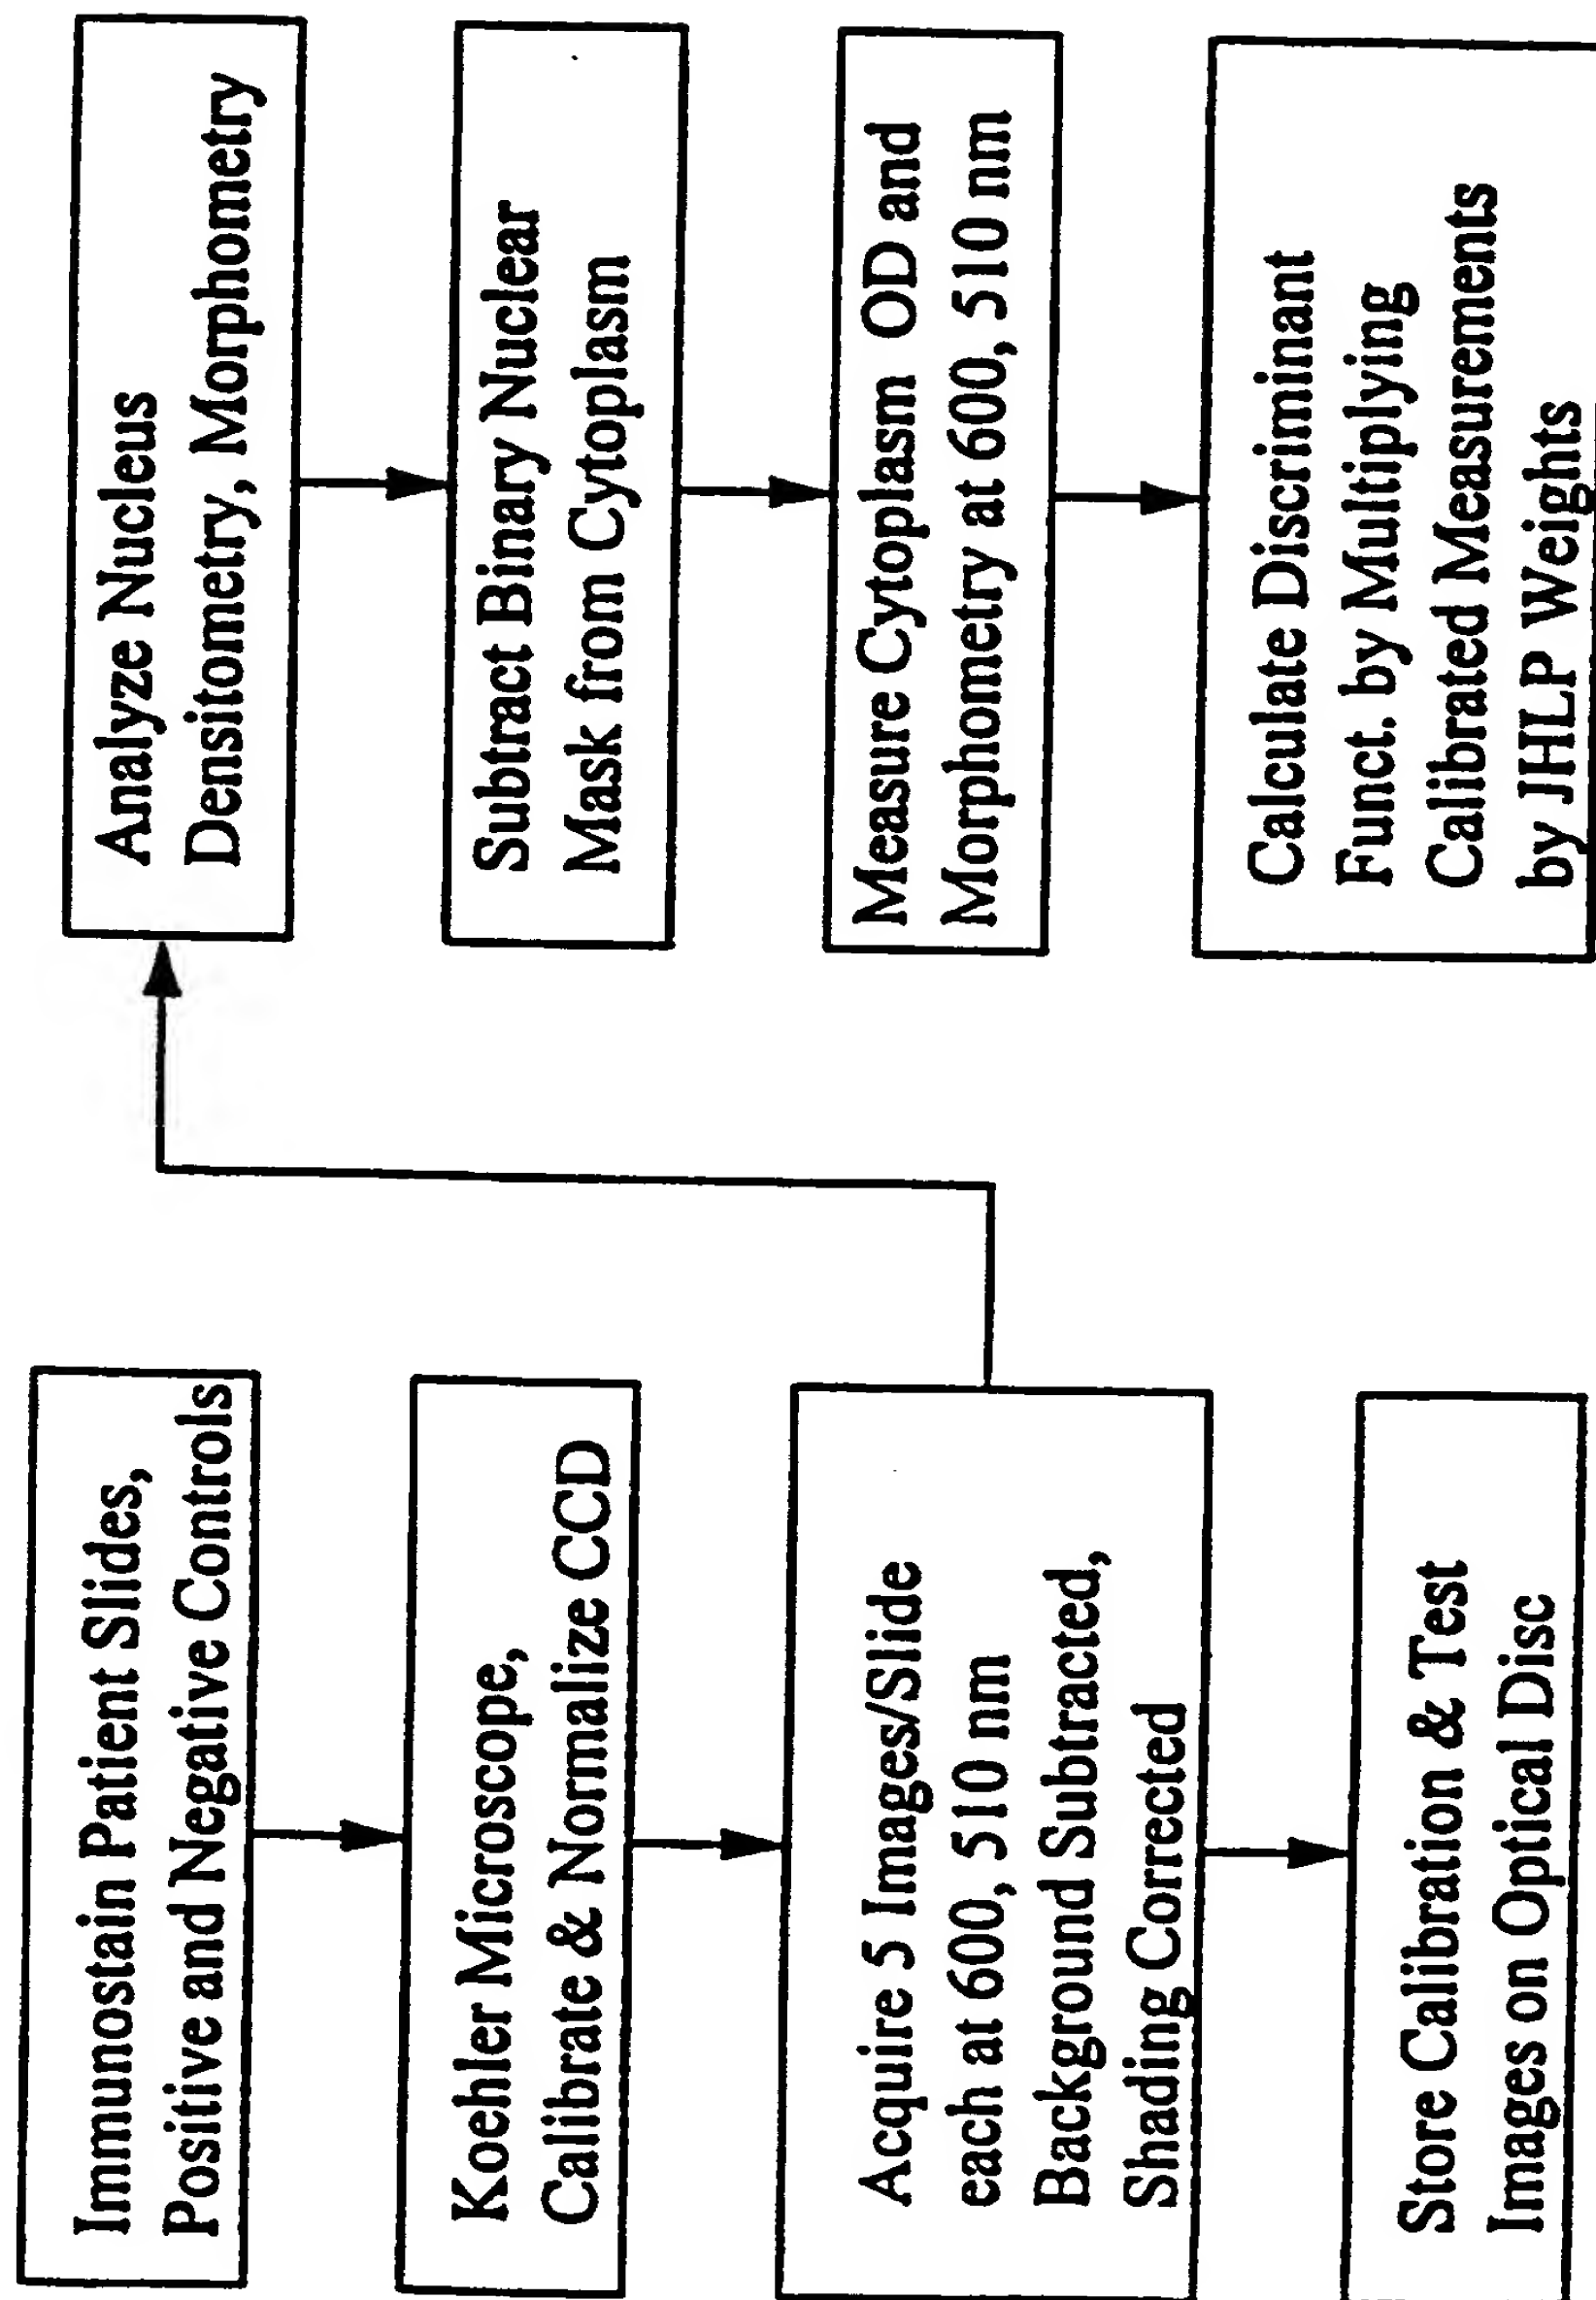 Immunostain Patient Slides,
Positive and Negative Controls
Koehler Microscope,
Calibrate & Normalize CCD
Acquire 5 Images/Slide
each at 600, 510 nm
Background Subtracted,
Shading Corrected
Store Calibration & Test
Images on Optical Disc
Analyze Nucleus
Densitometry, Morphometry
Subtract Binary Nuclear
Mask from Cytoplasm
Measure Cytoplasm OD and
Morphometry at 600, 510 nm
Calculate Discriminant
Funct. by Multiplying
Calibrated Measurements
by JHLP Weights